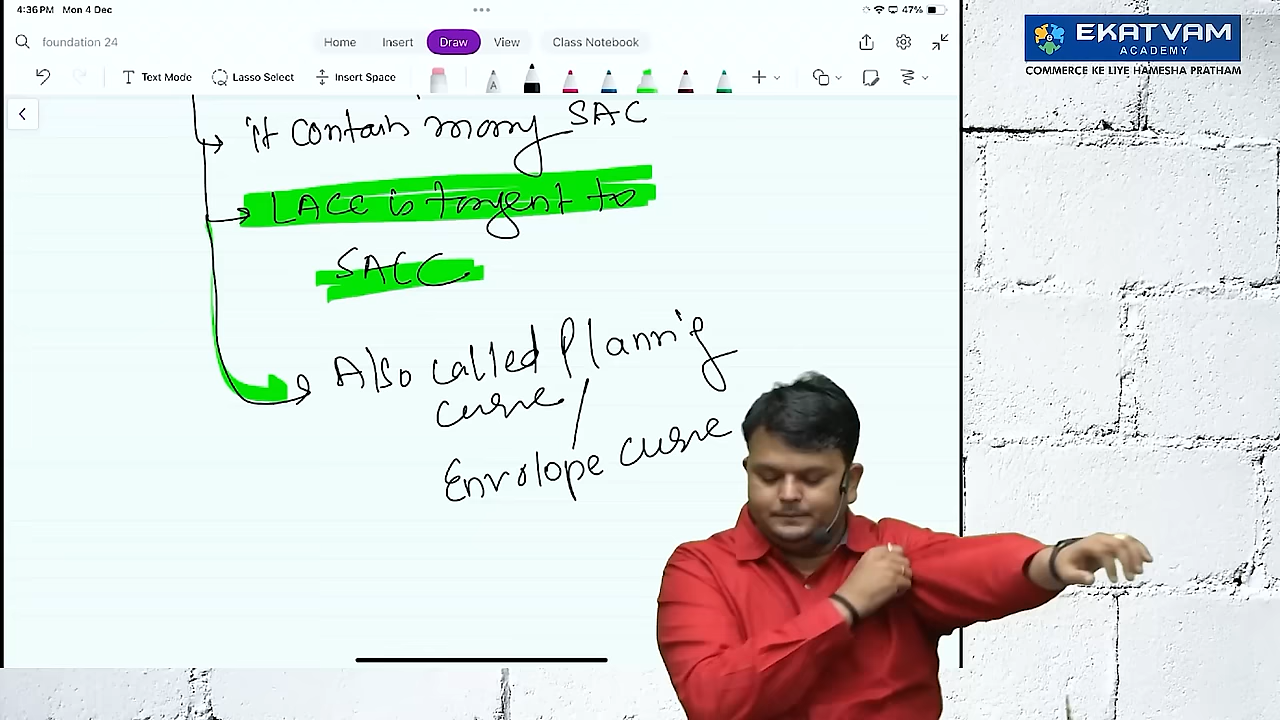 4:36 PM Mon 4 Dec
47%
foundation 24
Home Insert Draw View Class Notebook
Text Mode Lasso Select Insert Space
EKATVAM
ACADEMY
COMMERCE KE LIYE HAMESHA PRATHAM
it contain many SAC
LACC is tangent to
SACC
Also called Planning
curve /
Envolope curve